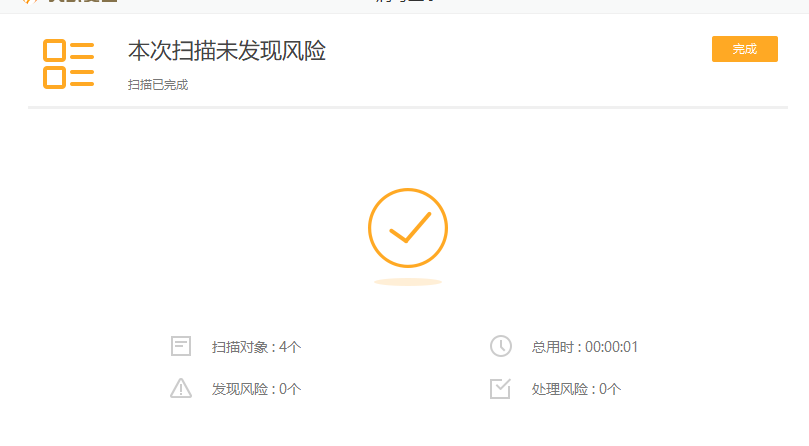 本次扫描未发现风险
完成
扫描已完成
扫描对象 : 4个
总用时 : 00:00:01
发现风险 : 0个
处理风险 : 0个